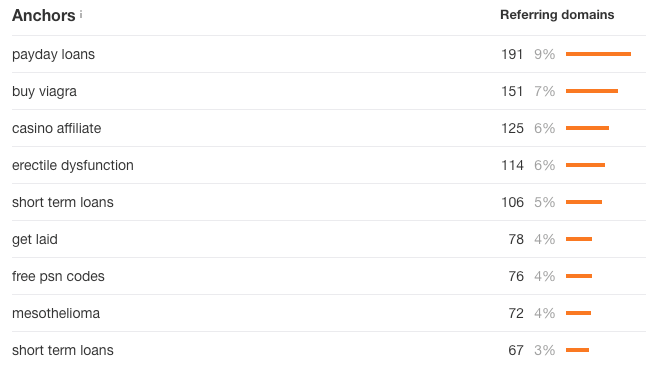 Anchors i Referring domains
payday loans 191 9%
buy viagra 151 7%
casino affiliate 125 6%
erectile dysfunction 114 6%
short term loans 106 5%
get laid 78 4%
free psn codes 76 4%
mesothelioma 72 4%
short term loans 67 3%